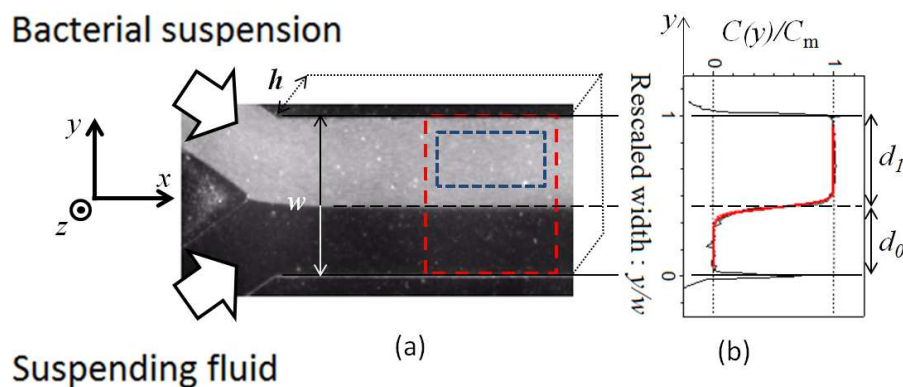 Bacterial suspension
h
y
x
z
w
(a)
Suspending fluid
y
C(y)/Cm
0 1
Rescaled width : y/w
1
0
d1
d0
(b)